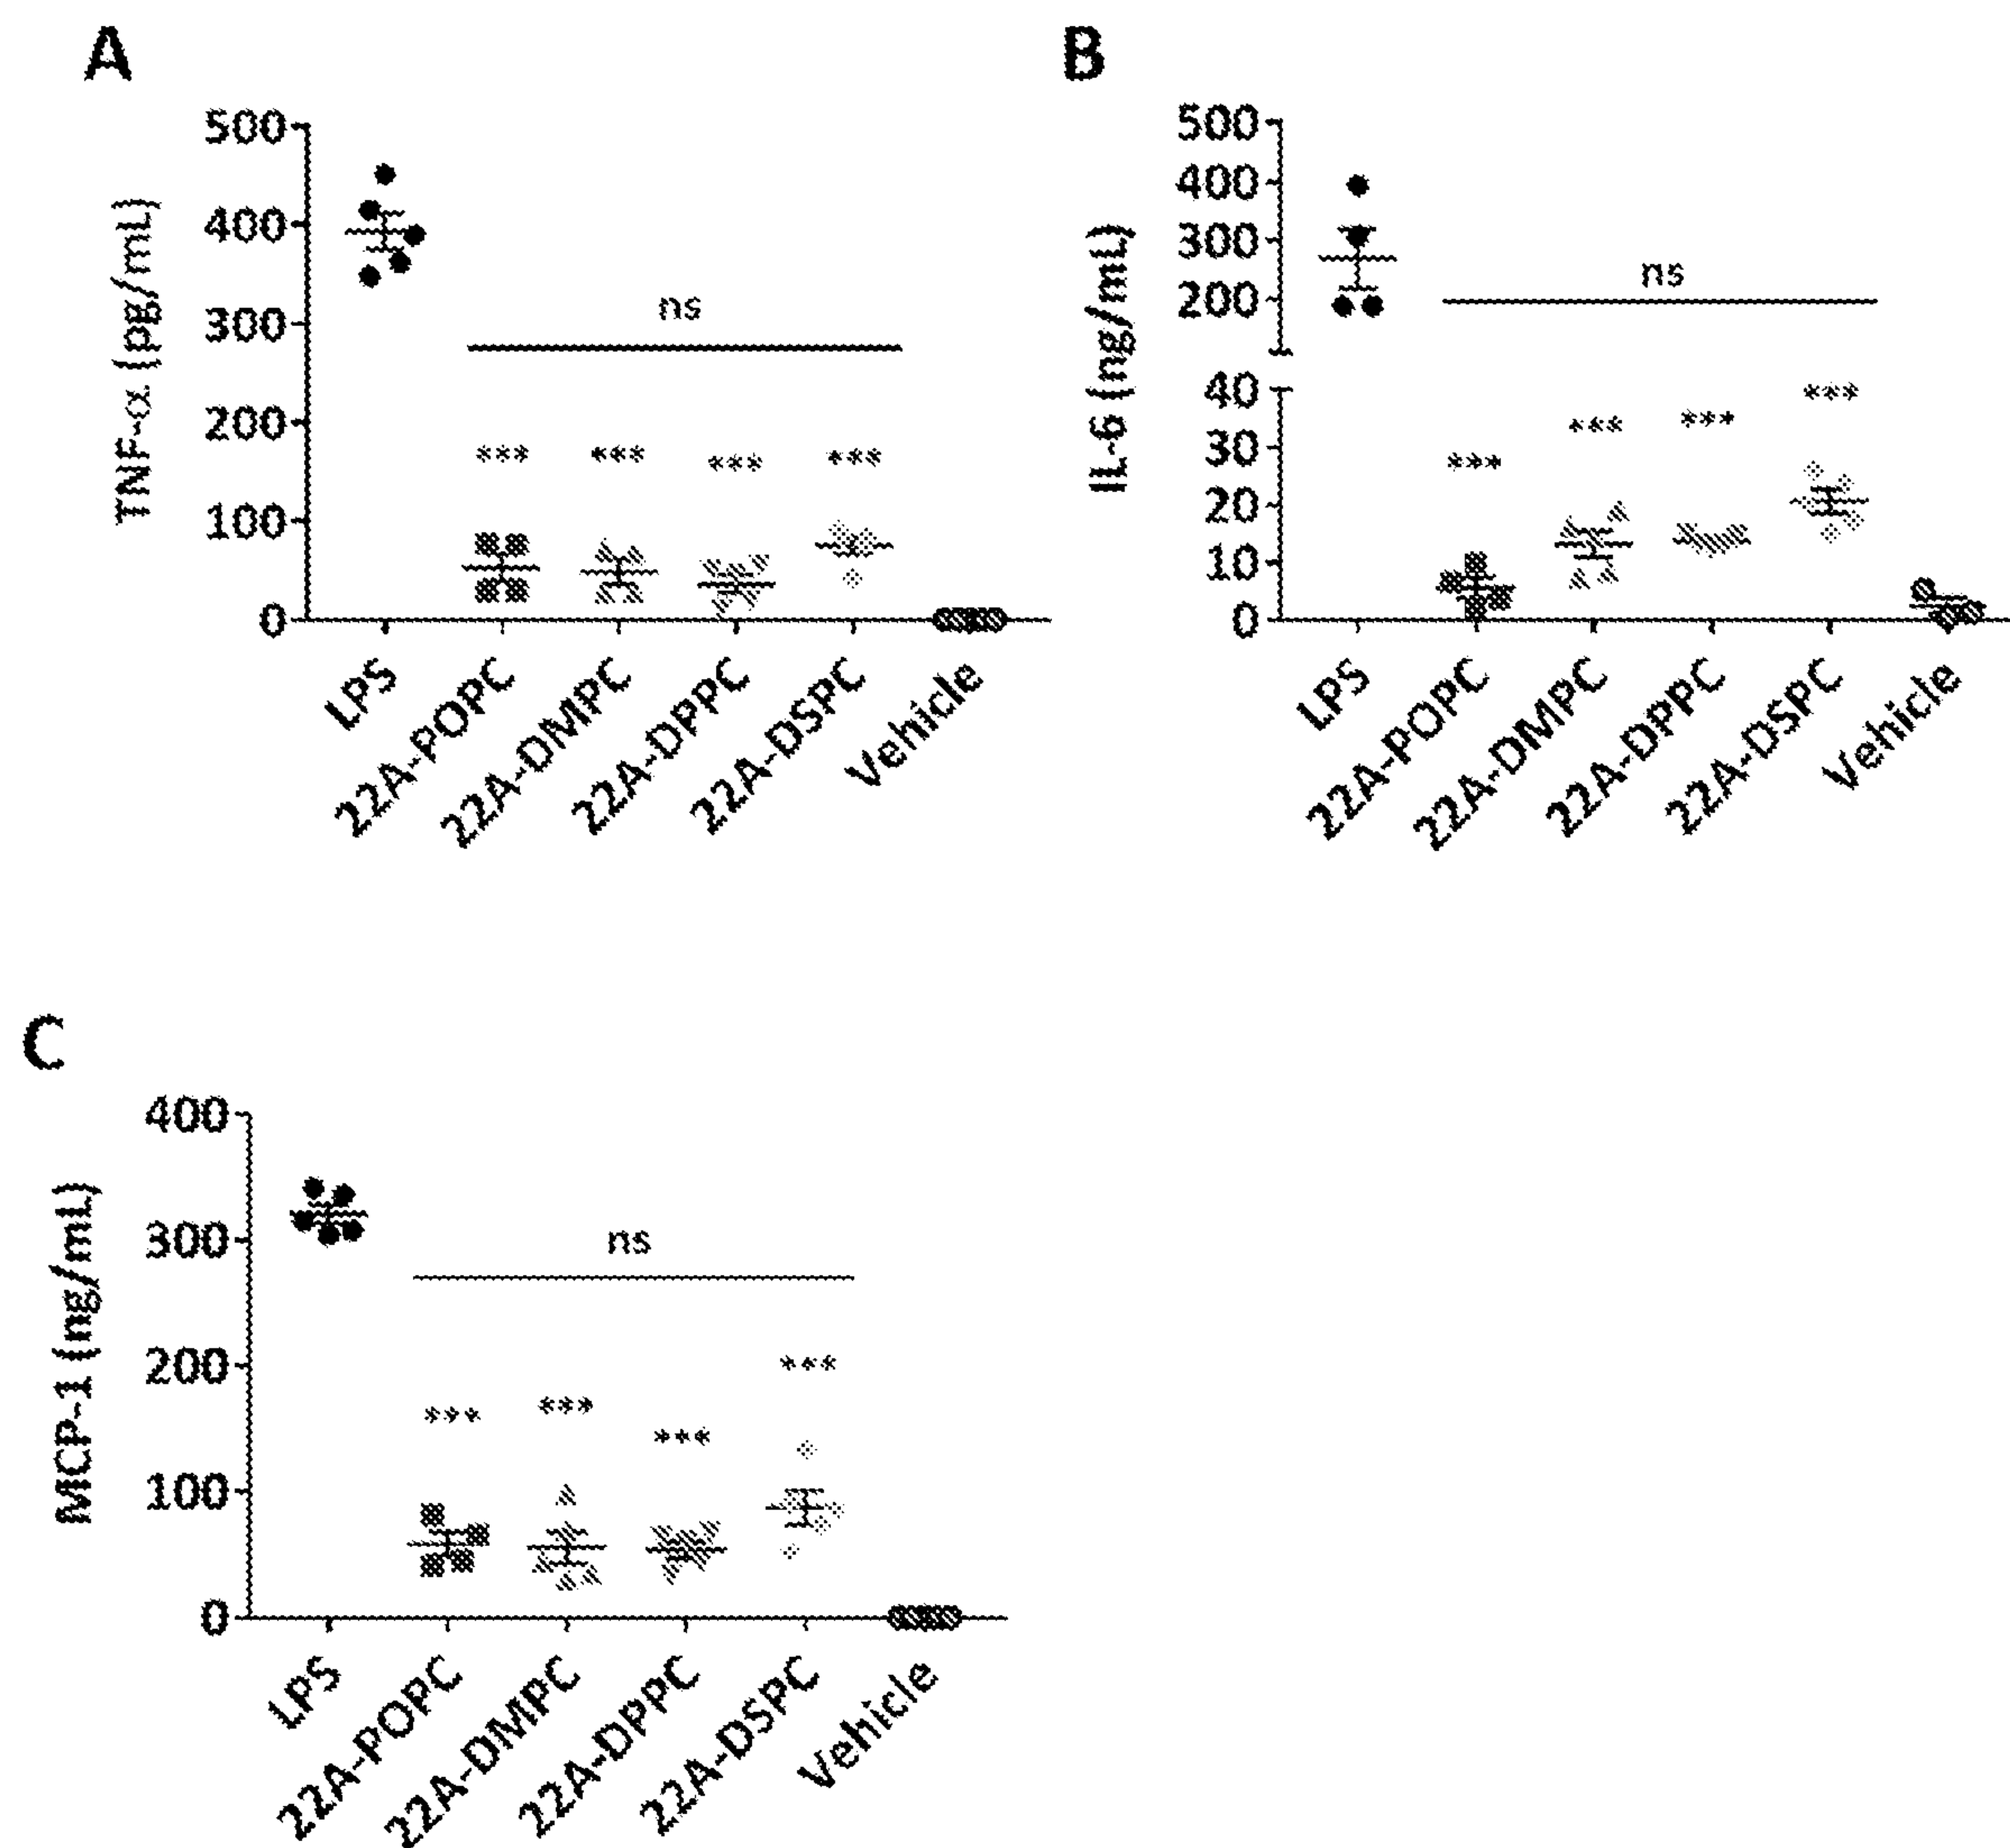 A
TNF-α (pg/mL)
500
400
300
200
100
0
ns
*** *** *** ***
LPS
22A-POPC
22A-DMPC
22A-DPPC
22A-DSPC
Vehicle
B
IL-6 (ng/mL)
500
400
300
200
40
30
20
10
0
ns
*** *** *** ***
LPS
22A-POPC
22A-DMPC
22A-DPPC
22A-DSPC
Vehicle
C
MCP-1 (ng/mL)
400
300
200
100
0
ns
*** *** *** ***
LPS
22A-POPC
22A-DMPC
22A-DPPC
22A-DSPC
Vehicle